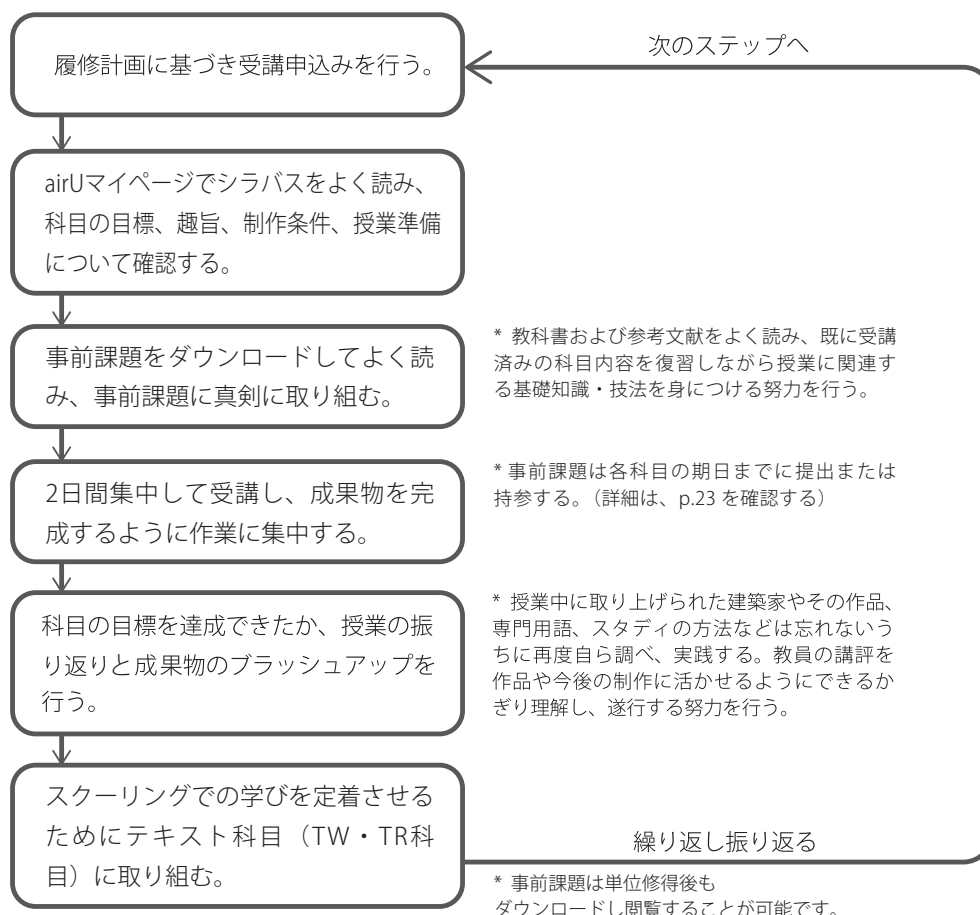 次のステップへ
履修計画に基づき受講申込みを行う。
airUマイページでシラバスをよく読み、
科目の目標、趣旨、制作条件、授業準備
について確認する。
事前課題をダウンロードしてよく読
み、事前課題に真剣に取り組む。
* 教科書および参考文献をよく読み、既に受講
済みの科目内容を復習しながら授業に関連す
る基礎知識・技法を身につける努力を行う。
2日間集中して受講し、成果物を完
成するように作業に集中する。
* 事前課題は各科目の期日までに提出または
持参する。（詳細は、p.23 を確認する）
科目の目標を達成できたか、授業の振
り返りと成果物のブラッシュアップを
行う。
* 授業中に取り上げられた建築家やその作品、
専門用語、スタディの方法などは忘れないう
ちに再度自ら調べ、実践する。教員の講評を
作品や今後の制作に活かせるようにできるか
ぎり理解し、遂行する努力を行う。
スクーリングでの学びを定着させる
ためにテキスト科目（TW・TR科
目）に取り組む。
繰り返し振り返る
* 事前課題は単位修得後も
ダウンロードし閲覧することが可能です。